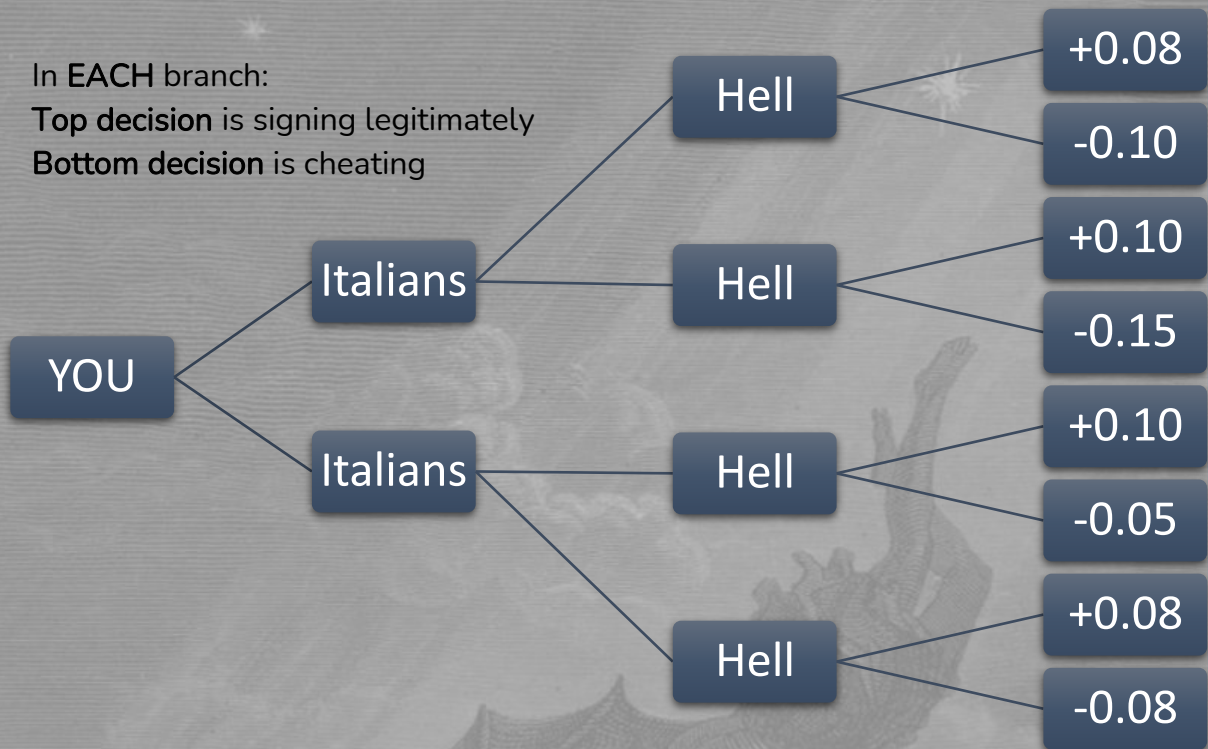 In EACH branch:
Top decision is signing legitimately
Bottom decision is cheating
YOU
Italians
Italians
Hell
Hell
Hell
Hell
+0.08
-0.10
+0.10
-0.15
+0.10
-0.05
+0.08
-0.08